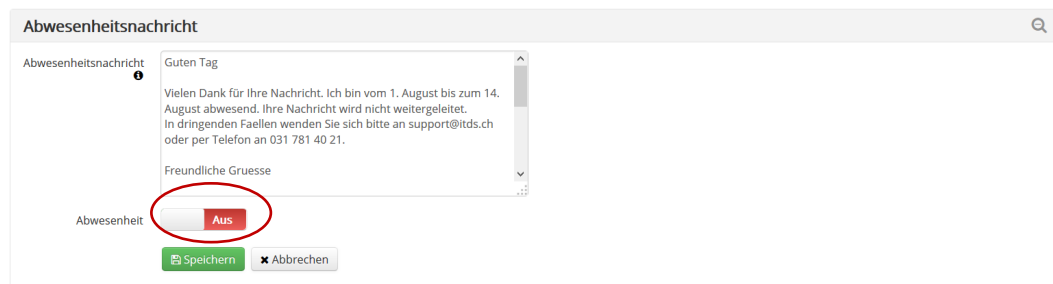 Abwesenheitsnachricht
Abwesenheitsnachricht
Guten Tag
Vielen Dank für Ihre Nachricht. Ich bin vom 1. August bis zum 14.
August abwesend. Ihre Nachricht wird nicht weitergeleitet.
In dringenden Faellen wenden Sie sich bitte an support@itds.ch
oder per Telefon an 031 781 40 21.
Freundliche Gruesse
Abwesenheit
Aus
Speichern
Abbrechen